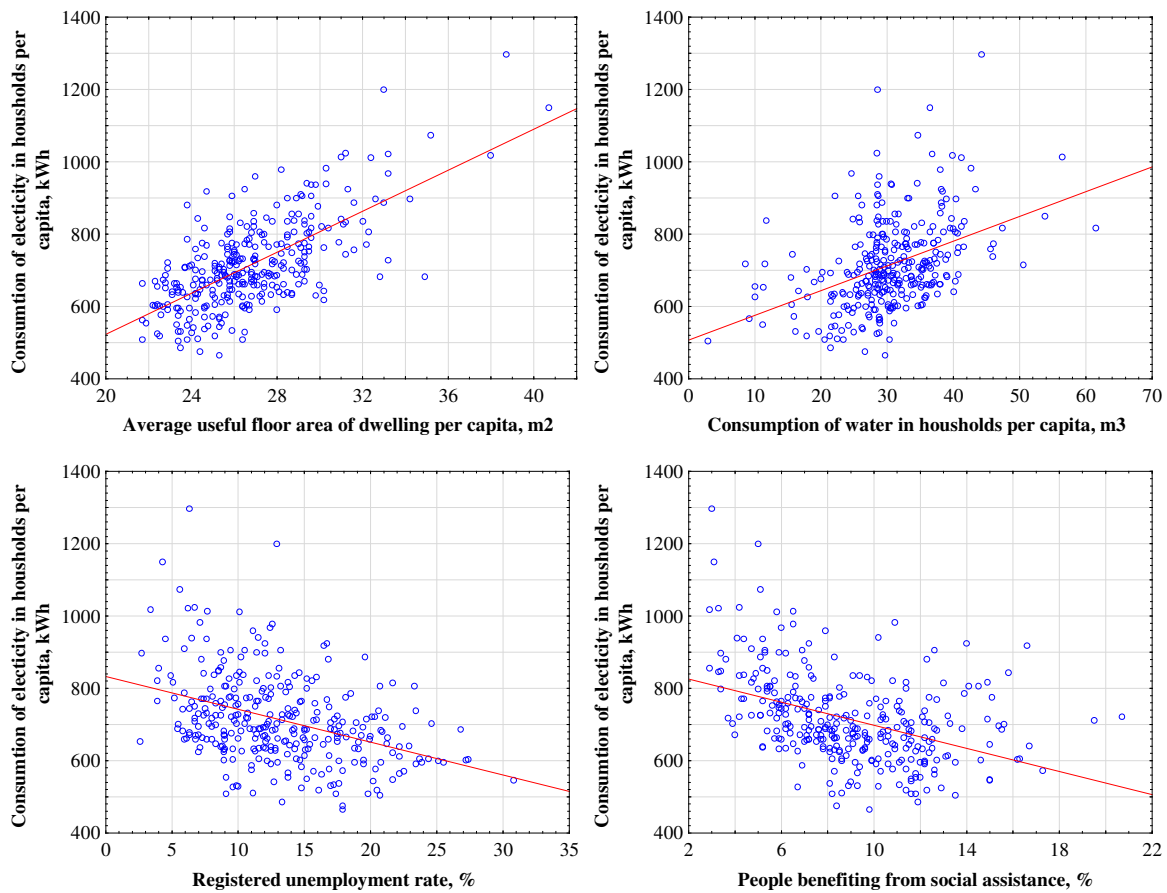 Consumtion of electicity in housholds per
capita, kWh
1400
1200
1000
800
600
400
20 24 28 32 36 40
Average useful floor area of dwelling per capita, m2
Consumtion of electicity in housholds per
capita, kWh
1400
1200
1000
800
600
400
0 10 20 30 40 50 60 70
Consumption of water in housholds per capita, m3
Consumtion of electicity in housholds per
capita, kWh
1400
1200
1000
800
600
400
0 5 10 15 20 25 30 35
Registered unemployment rate, %
Consumtion of electicity in housholds per
capita, kWh
1400
1200
1000
800
600
400
2 6 10 14 18 22
People benefiting from social assistance, %